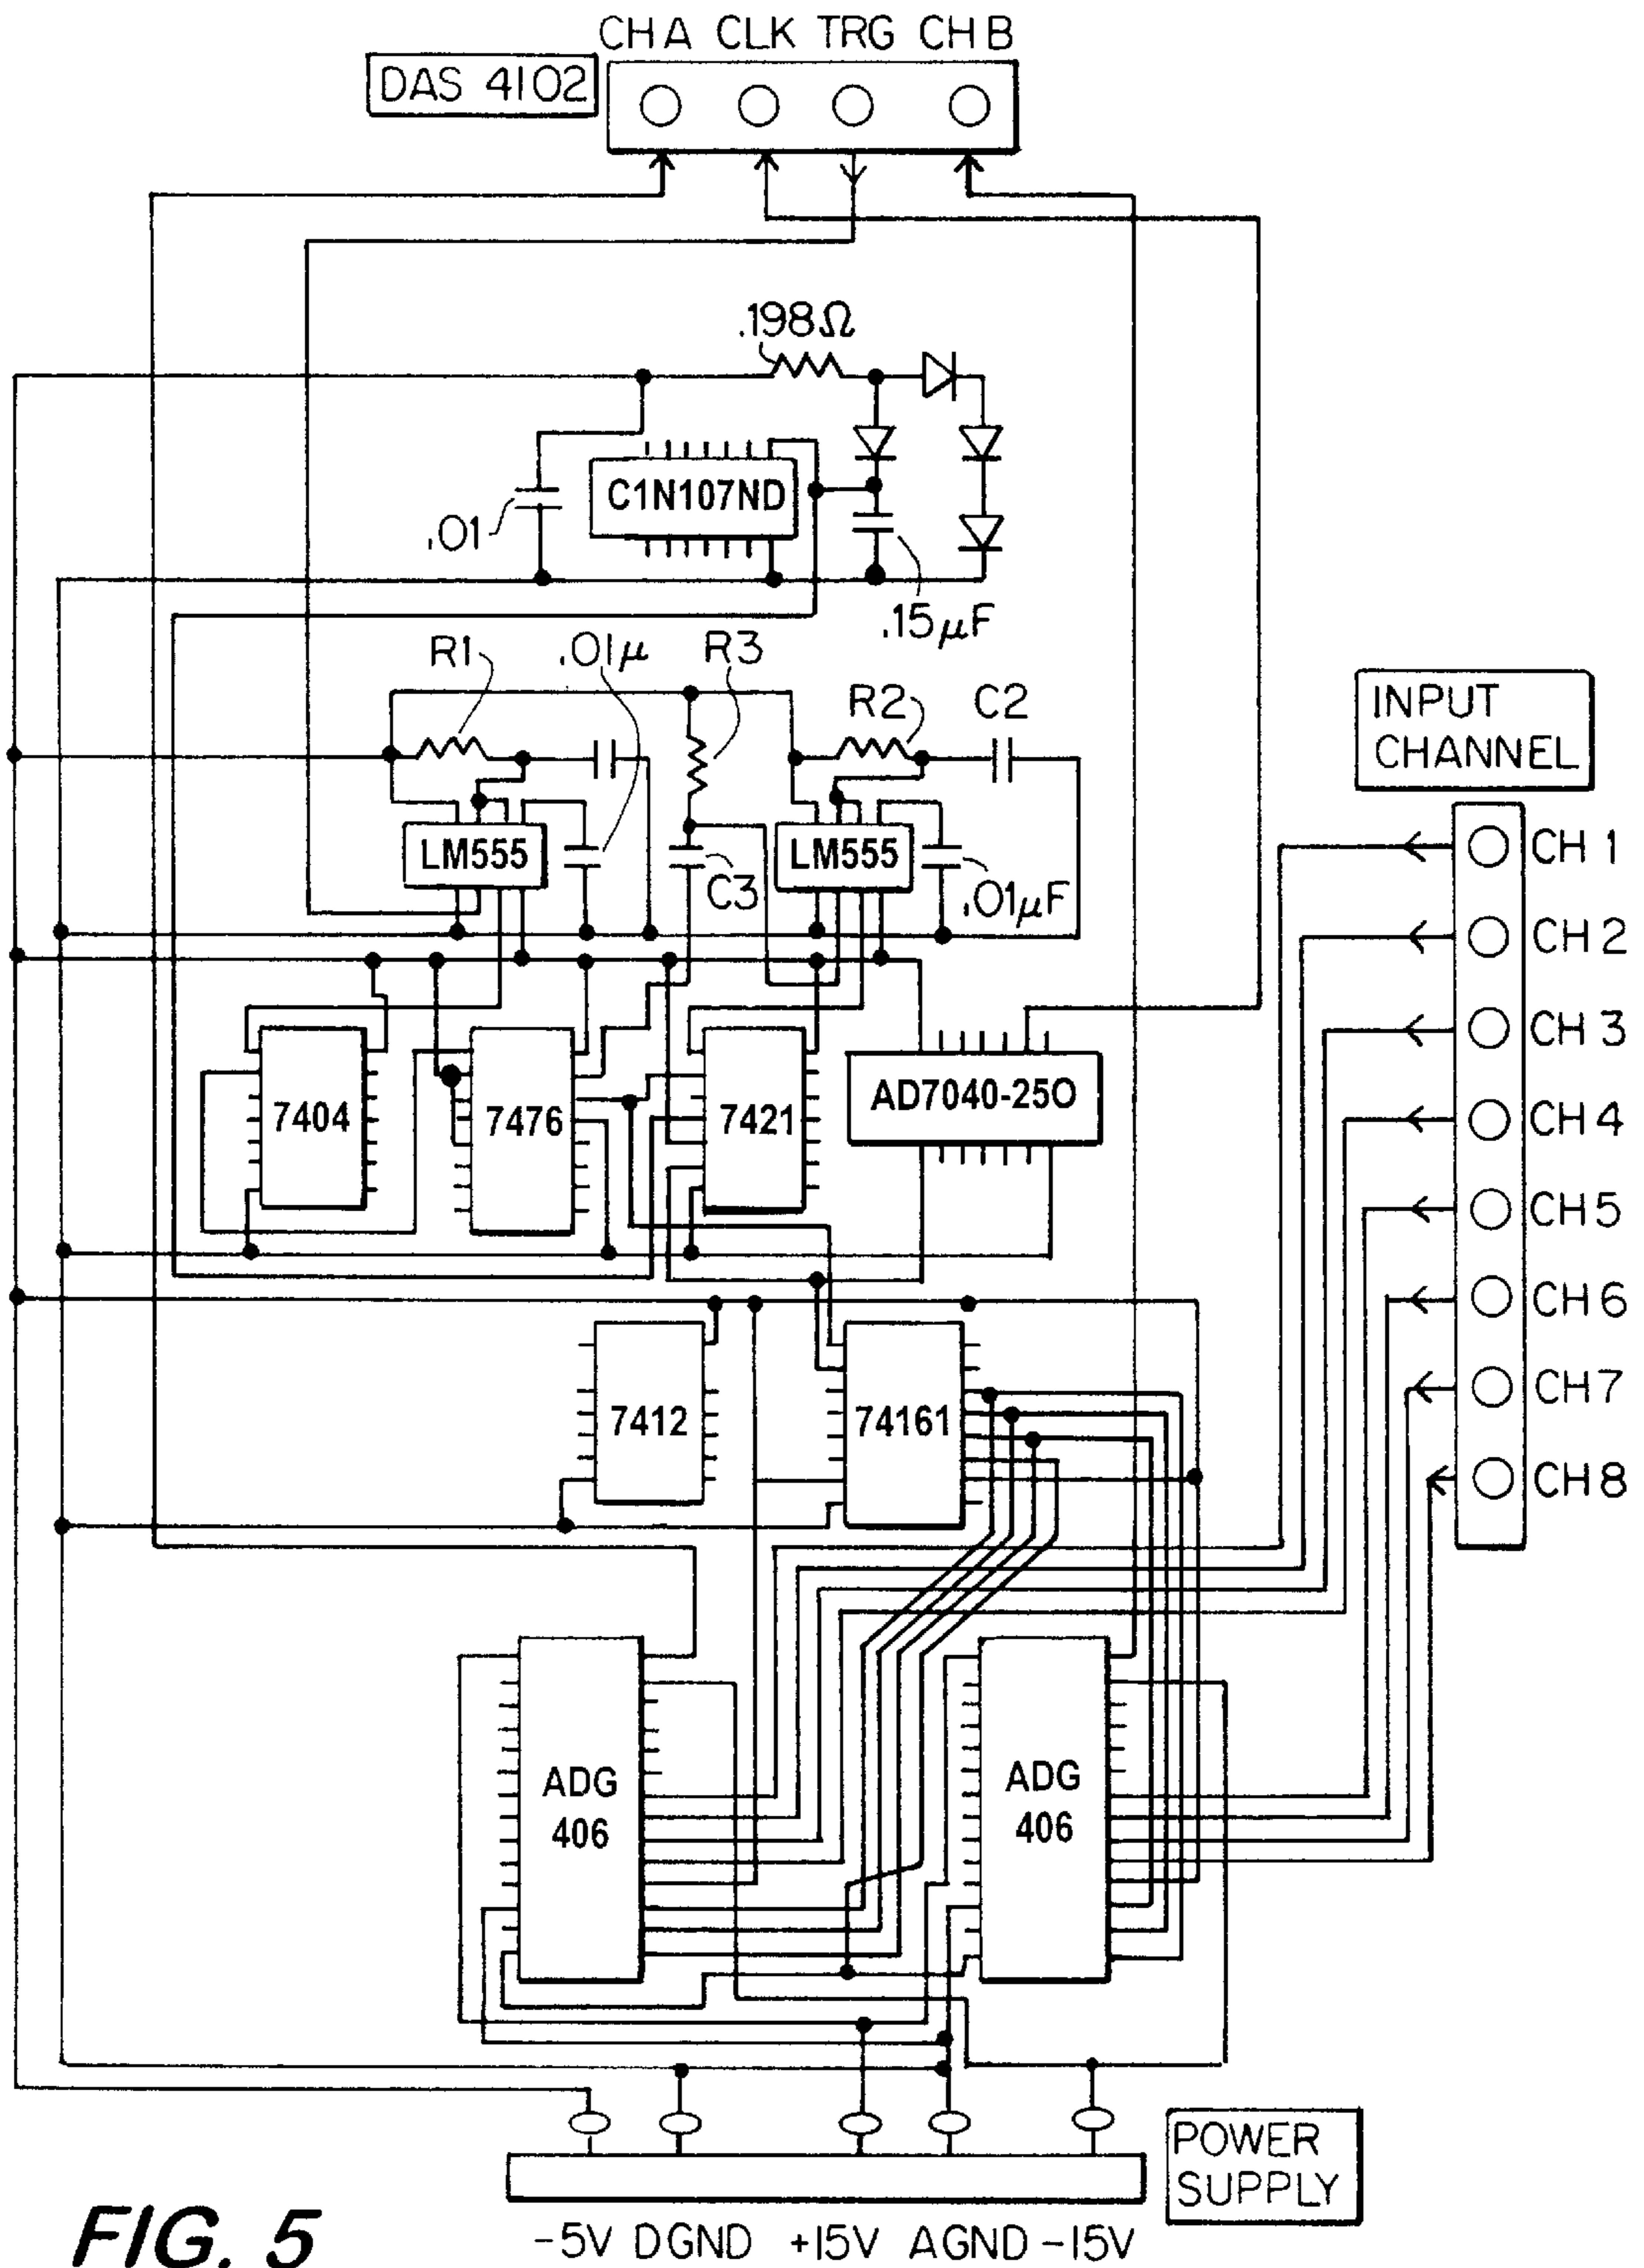 CH A CLK TRG CH B
DAS 4102
.198Ω
C1N107ND
.01
.15µF
R1
.01µ
R3
R2
C2
INPUT
CHANNEL
LM555
LM555
C3
.01µF
CH 1
CH 2
CH 3
CH 4
CH 5
CH 6
CH 7
CH 8
7404
7476
7421
AD7040-250
7412
74161
ADG
406
ADG
406
POWER
SUPPLY
-5V DGND +15V AGND -15V
FIG. 5